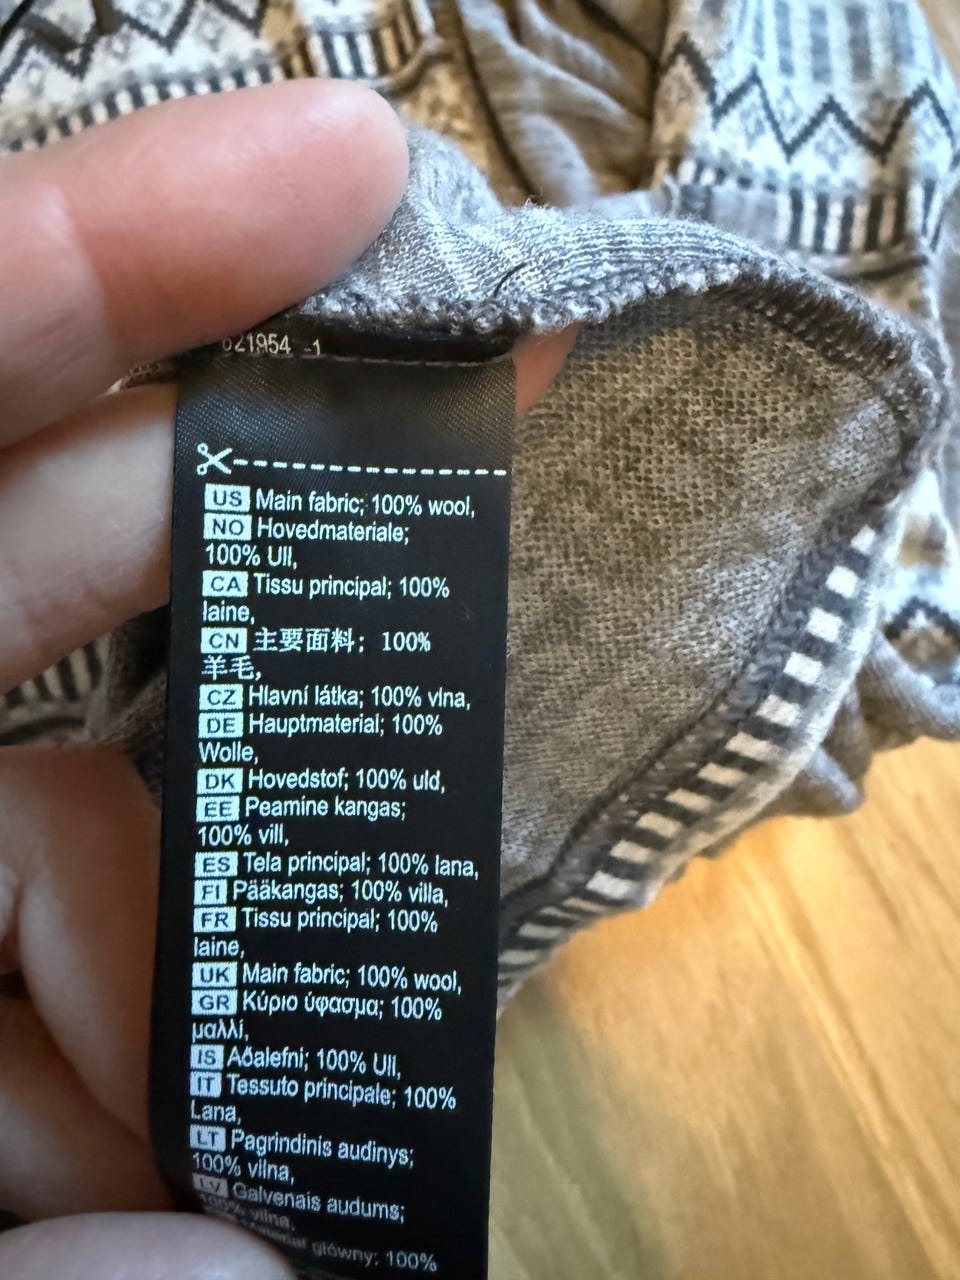 621954 -1
US Main fabric; 100% wool,
NO Hovedmateriale;
100% Ull,
CA Tissu principal; 100%
laine,
CN 主要面料; 100%
羊毛,
CZ Hlavní látka; 100% vlna,
DE Hauptmaterial; 100%
Wolle,
DK Hovedstof; 100% uld,
EE Peamine kangas;
100% vill,
ES Tela principal; 100% lana,
FI Pääkangas; 100% villa,
FR Tissu principal; 100%
laine,
UK Main fabric; 100% wool,
GR Κύριο ύφασμα; 100%
μαλλί,
IS Aðalefni; 100% Ull,
IT Tessuto principale; 100%
Lana,
LT Pagrindinis audinys;
100% vilna,
LV Galvenais audums;
100% vilna,
główny; 100%